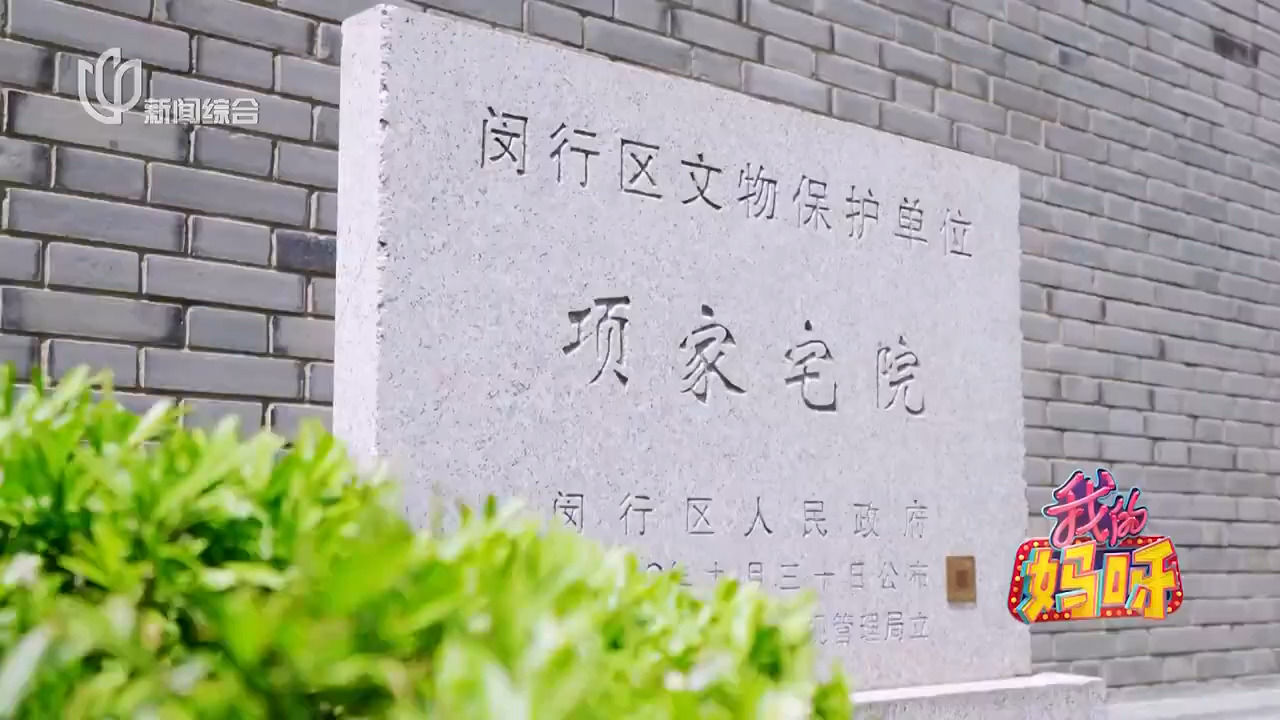 新闻综合
闵行区文物保护单位
项家宅院
闵行区人民政府
月三十日公布
管理局立
我的
妈呀